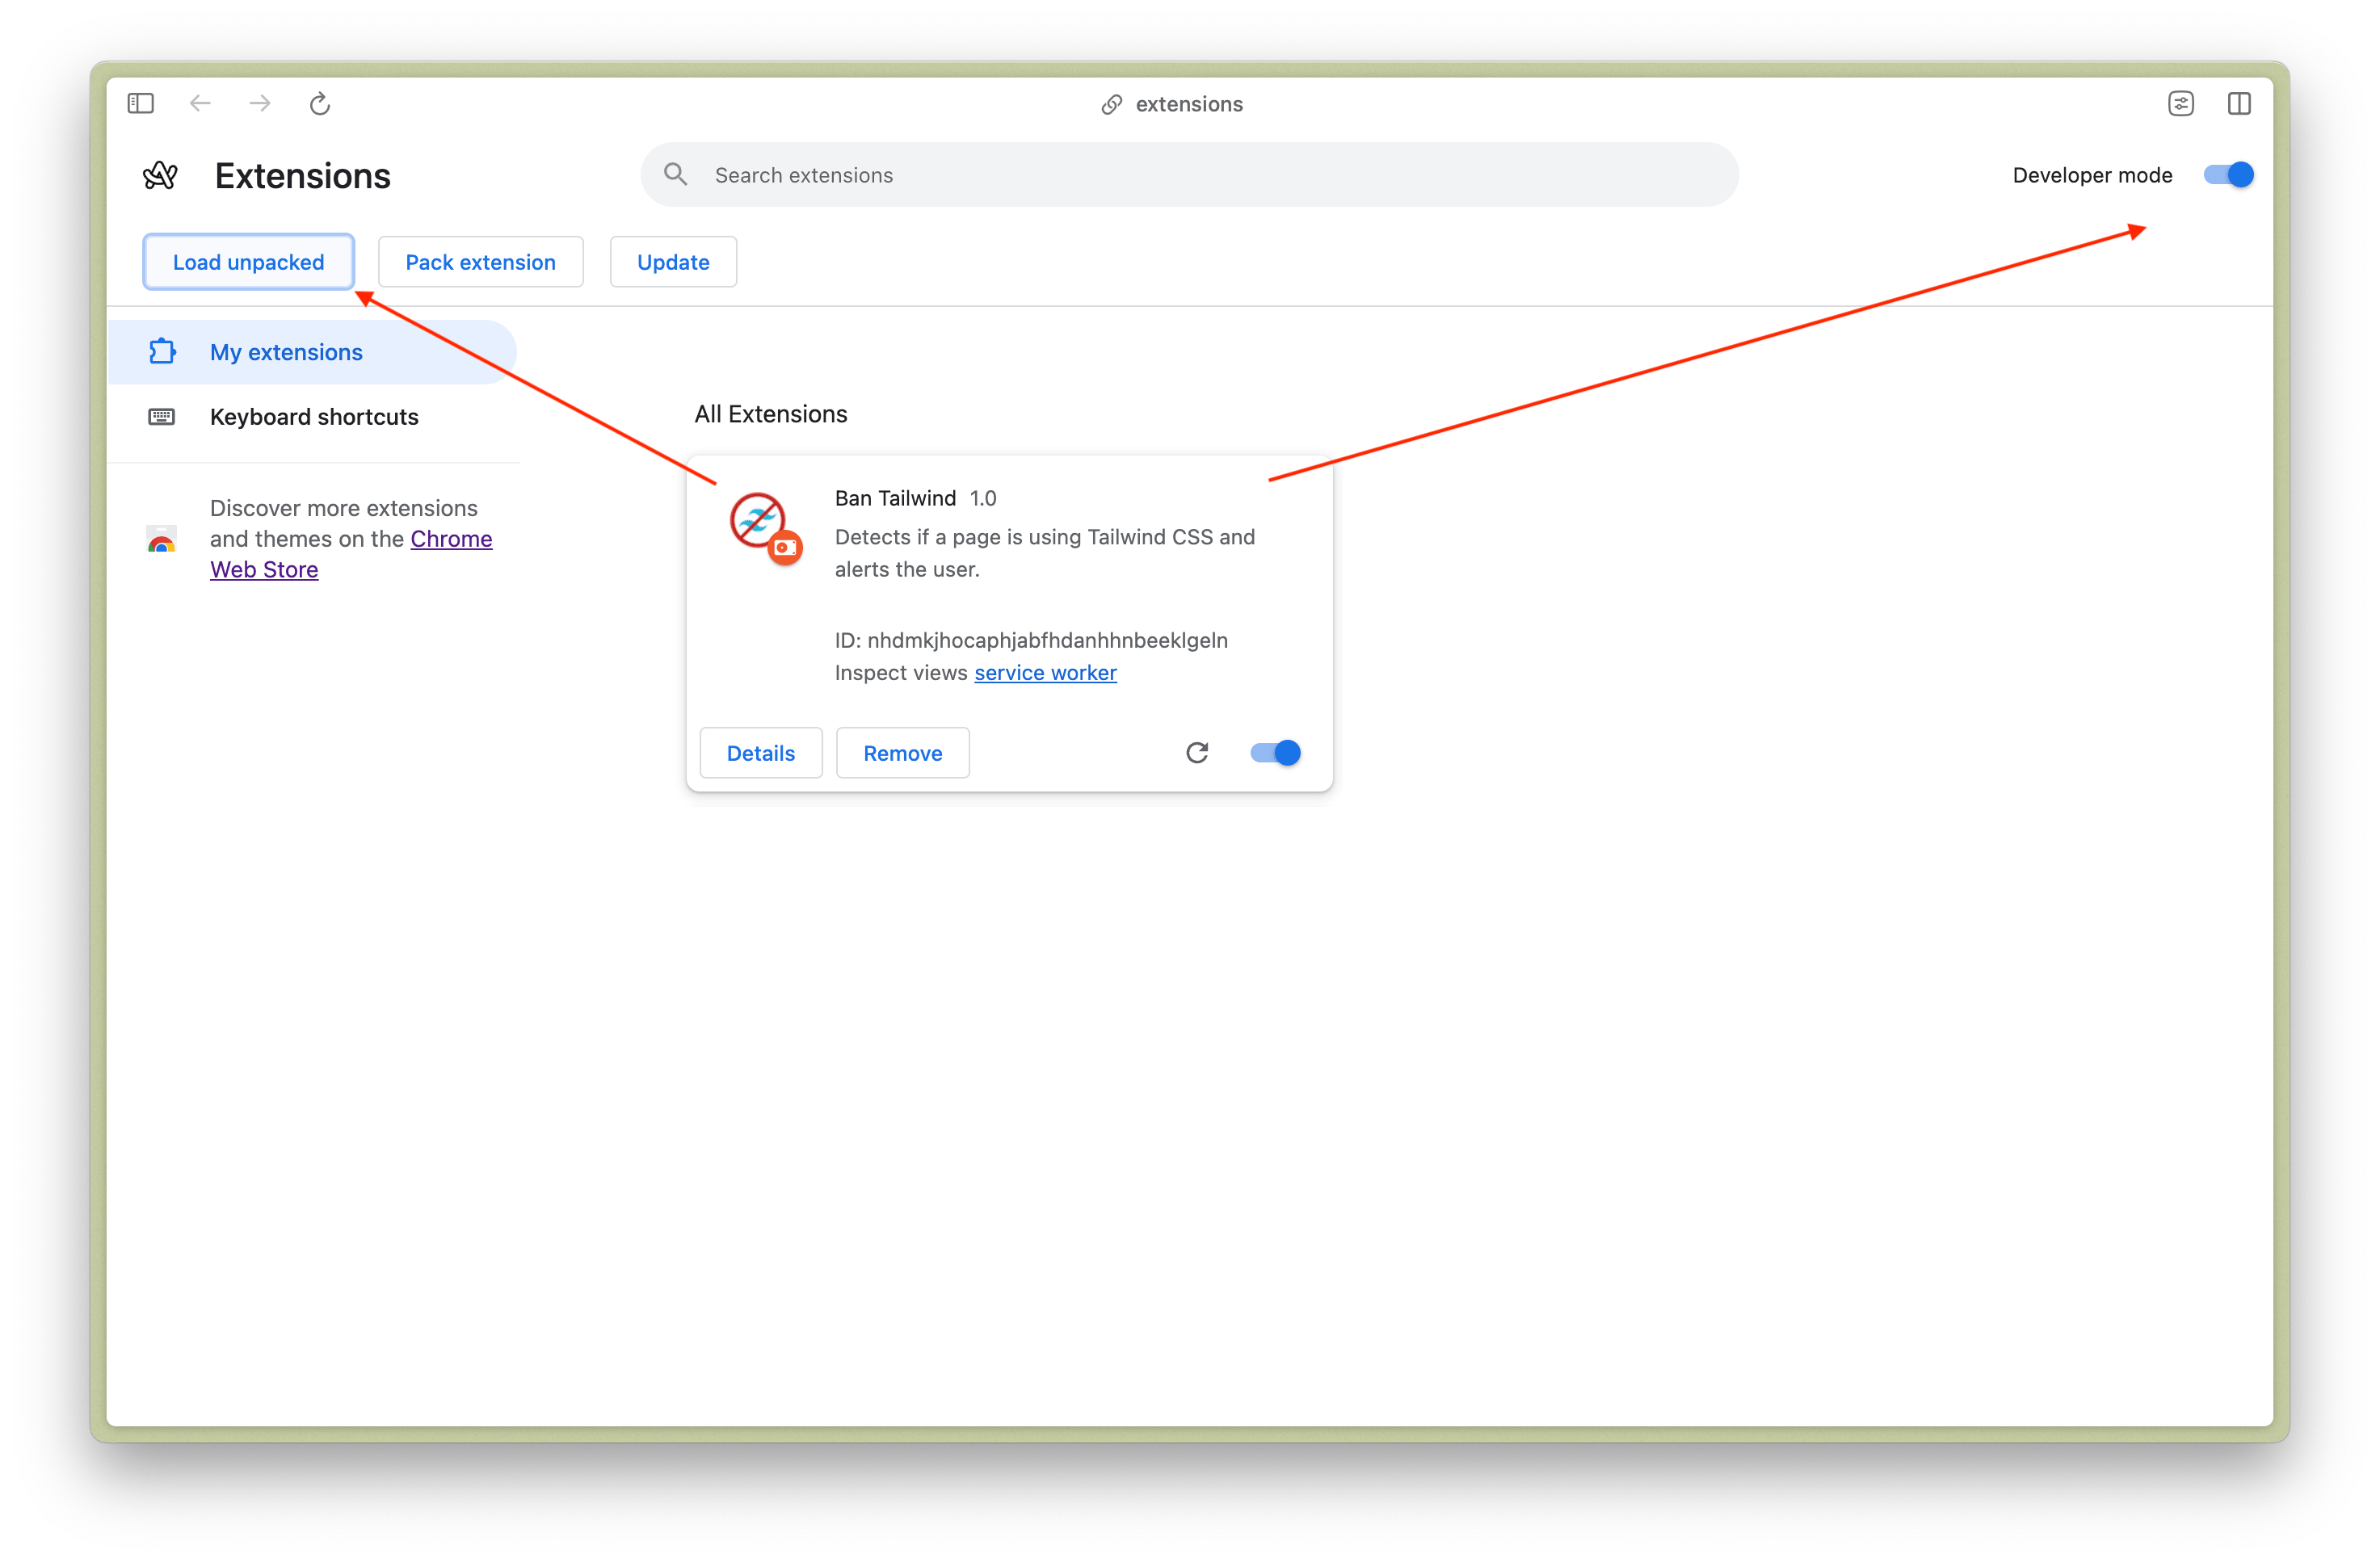 extensions
Extensions
Search extensions
Developer mode
Load unpacked
Pack extension
Update
My extensions
Keyboard shortcuts
Discover more extensions
and themes on the Chrome
Web Store
All Extensions
Ban Tailwind 1.0
Detects if a page is using Tailwind CSS and
alerts the user.
ID: nhdmkjhocaphjabfhdanhhnbeeklgeln
Inspect views service worker
Details
Remove